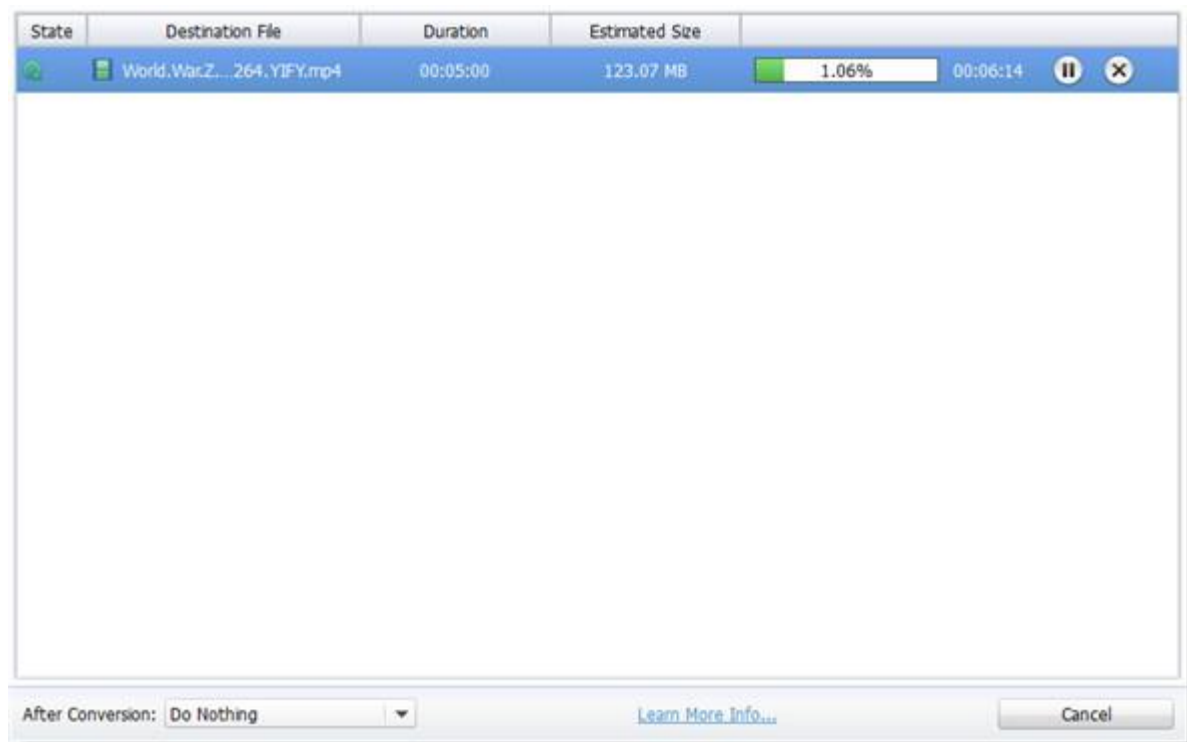 State Destination File Duration Estimated Size
World.War.Z....264.YIFY.mp4 00:05:00 123.07 MB 1.06% 00:06:14
After Conversion: Do Nothing Learn More Info... Cancel